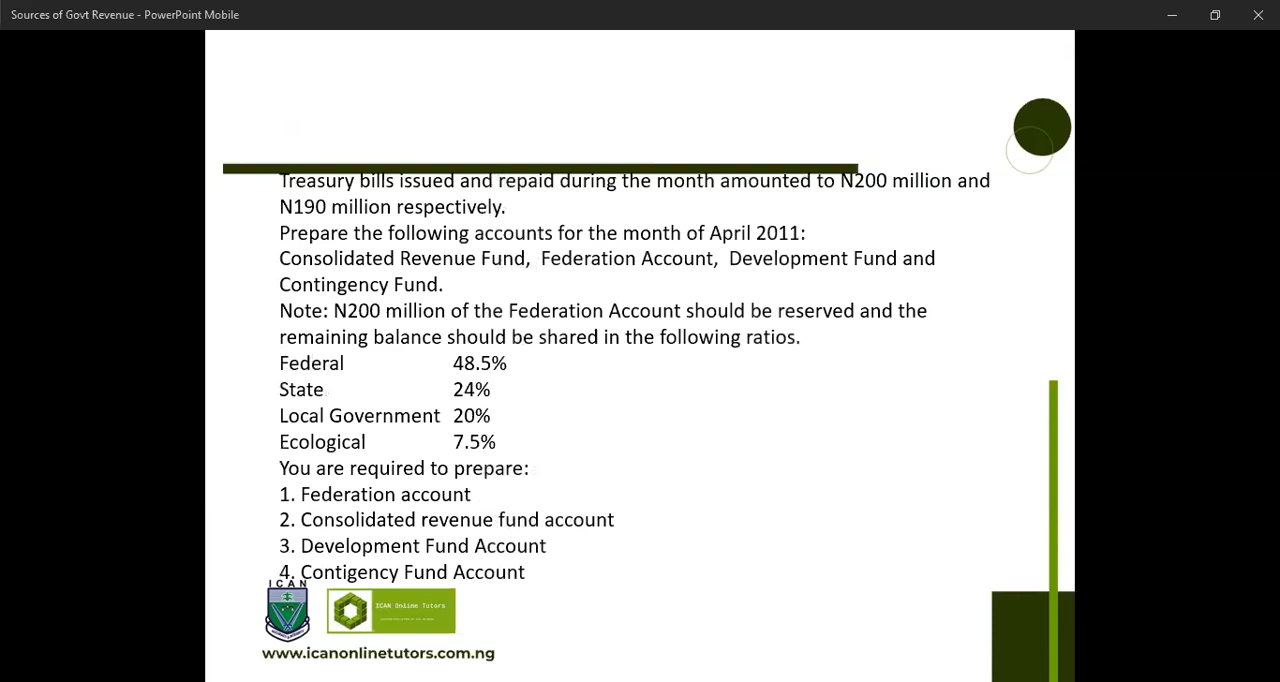 Sources of Govt Revenue - PowerPoint Mobile
Treasury bills issued and repaid during the month amounted to N200 million and
N190 million respectively.
Prepare the following accounts for the month of April 2011:
Consolidated Revenue Fund, Federation Account, Development Fund and
Contingency Fund.
Note: N200 million of the Federation Account should be reserved and the
remaining balance should be shared in the following ratios.
Federal 48.5%
State 24%
Local Government 20%
Ecological 7.5%
You are required to prepare:
1. Federation account
2. Consolidated revenue fund account
3. Development Fund Account
4. Contigency Fund Account
ICAN
ICAN Online Tutors
www.icanonlinetutors.com.ng